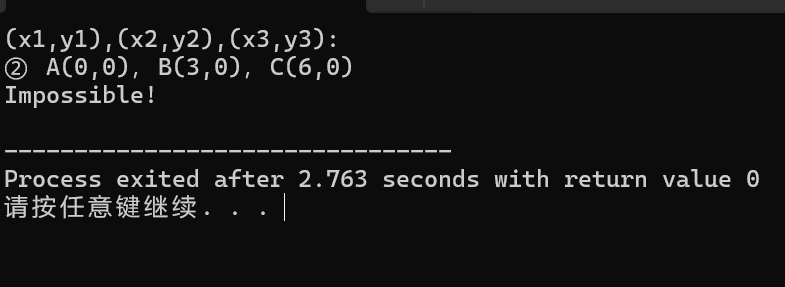 (x1,y1),(x2,y2),(x3,y3):
② A(0,0)，B(3,0)，C(6,0)
Impossible!
--------------------------------
Process exited after 2.763 seconds with return value 0
请按任意键继续. . .